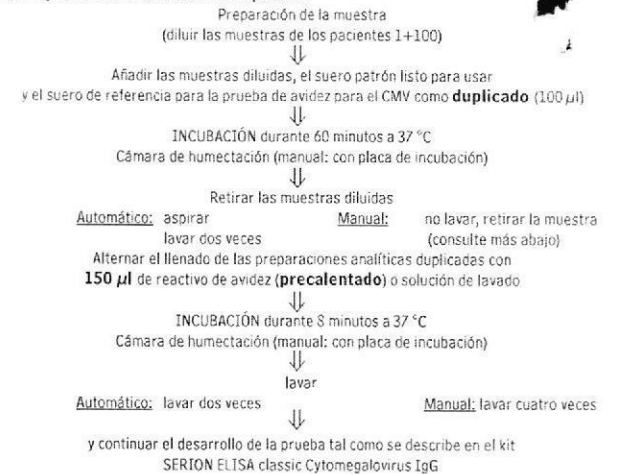 Preparación de la muestra
(diluir las muestras de los pacientes 1+100)
⇓
Añadir las muestras diluidas, el suero patrón listo para usar
y el suero de referencia para la prueba de avidez para el CMV como duplicado (100 µl)
⇓
INCUBACIÓN durante 60 minutos a 37 °C
Cámara de humectación (manual: con placa de incubación)
⇓
Retirar las muestras diluidas
Automático: aspirar Manual: no lavar, retirar la muestra
lavar dos veces (consulte más abajo)
Alternar el llenado de las preparaciones analíticas duplicadas con
150 µl de reactivo de avidez (precalentado) o solución de lavado
⇓
INCUBACIÓN durante 8 minutos a 37 °C
Cámara de humectación (manual: con placa de incubación)
⇓
lavar
Automático: lavar dos veces Manual: lavar cuatro veces
⇓
y continuar el desarrollo de la prueba tal como se describe en el kit
SERION ELISA classic Cytomegalovirus IgG